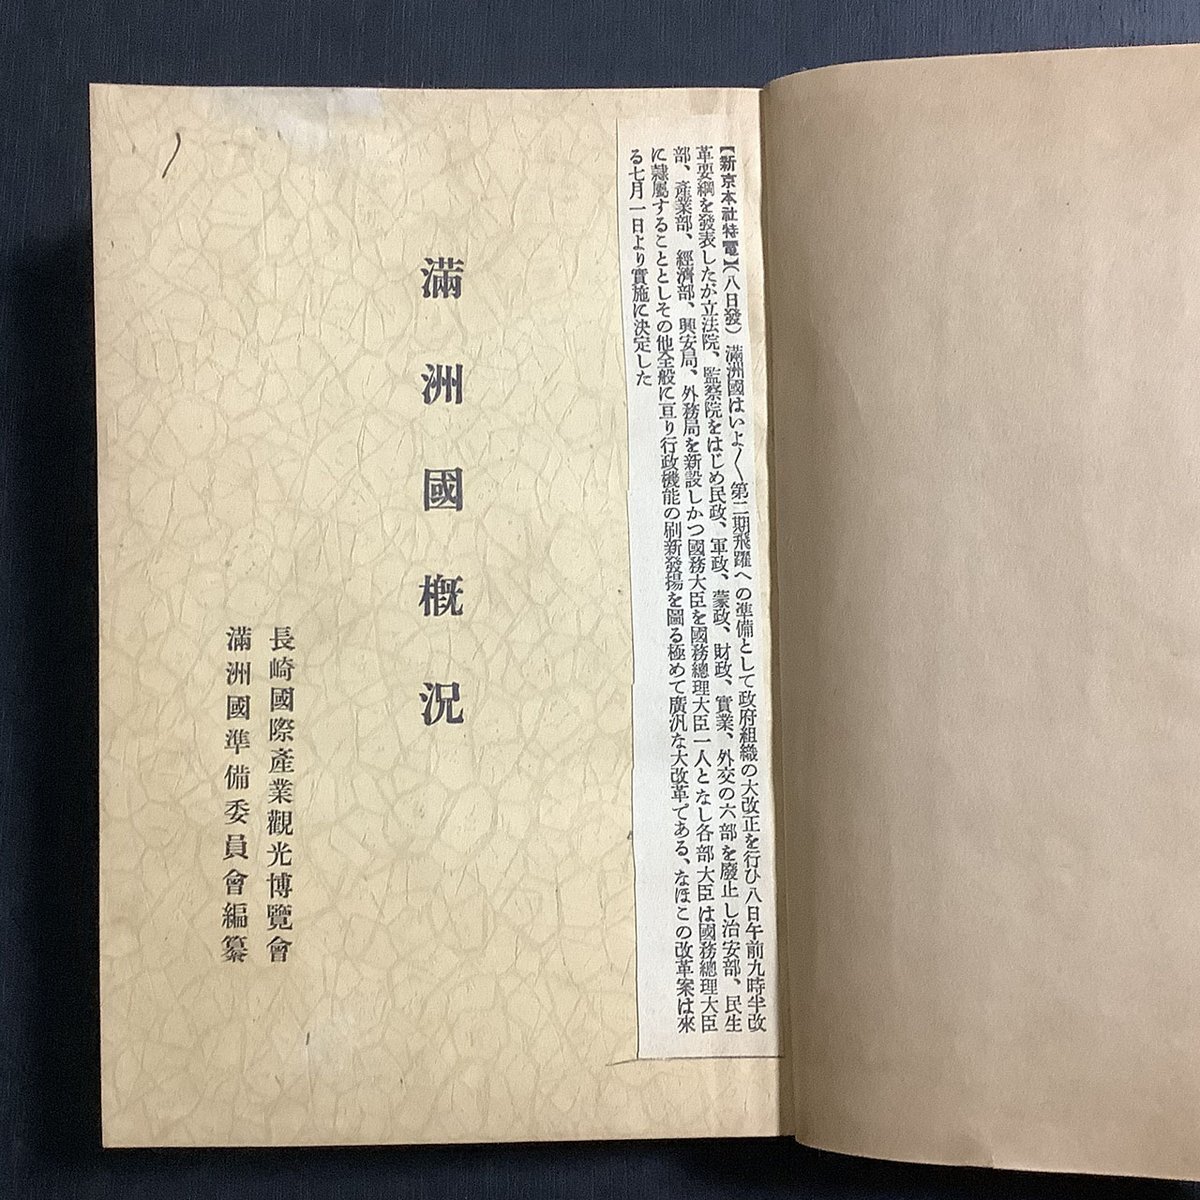 【新京本社特電】(八日發) 滿洲國はいよ〱第二期飛躍への準備として政府組織の大改正を行ひ八日午前九時半改
革要綱を發表したが立法院、監察院をはじめ民政、軍政、蒙政、財政、實業、外交の六部を廢止し治安部、民生
部、產業部、經濟部、興安局、外務局を新設しかつ國務大臣を國務總理大臣一人となし各部大臣は國務總理大臣
に隷屬することとしその他全般に亘り行政機能の刷新發揚を圖る極めて廣汎な大改革である、なほこの改革案は來
る七月一日より實施に決定した
滿洲國槪況
長崎國際產業觀光博覽會
滿洲國準備委員會編纂